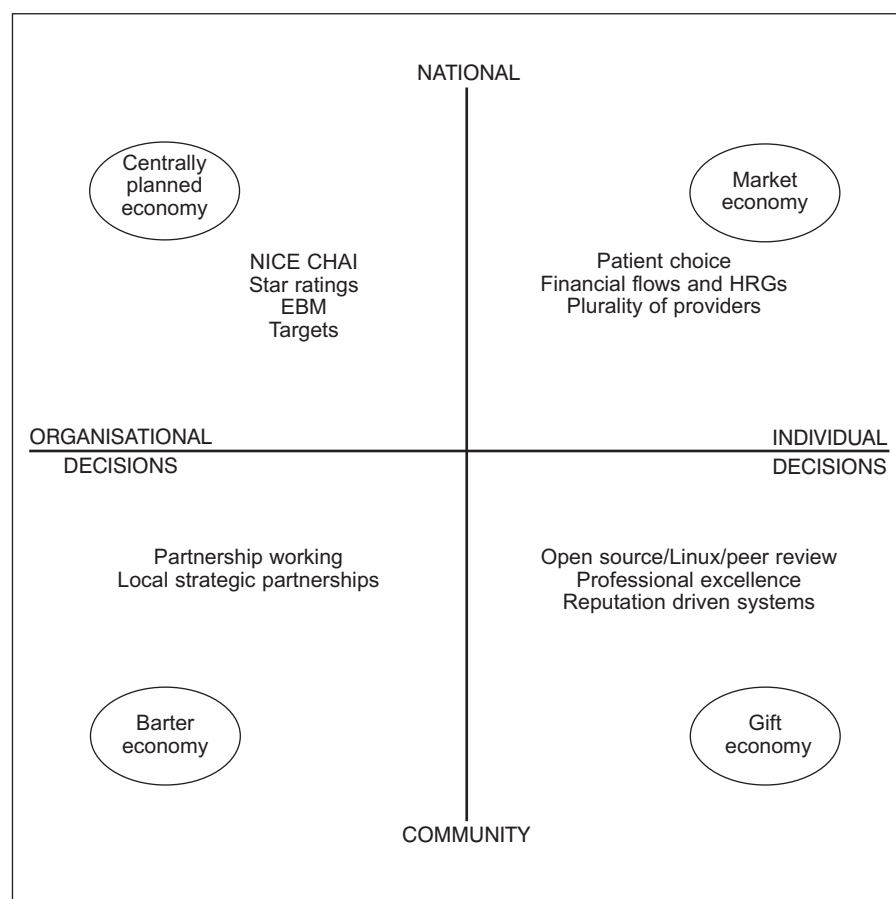 NATIONAL
Centrally
planned
economy
Market
economy
NICE CHAI
Star ratings
EBM
Targets
Patient choice
Financial flows and HRGs
Plurality of providers
ORGANISATIONAL
DECISIONS
INDIVIDUAL
DECISIONS
Partnership working
Local strategic partnerships
Open source/Linux/peer review
Professional excellence
Reputation driven systems
Barter
economy
Gift
economy
COMMUNITY